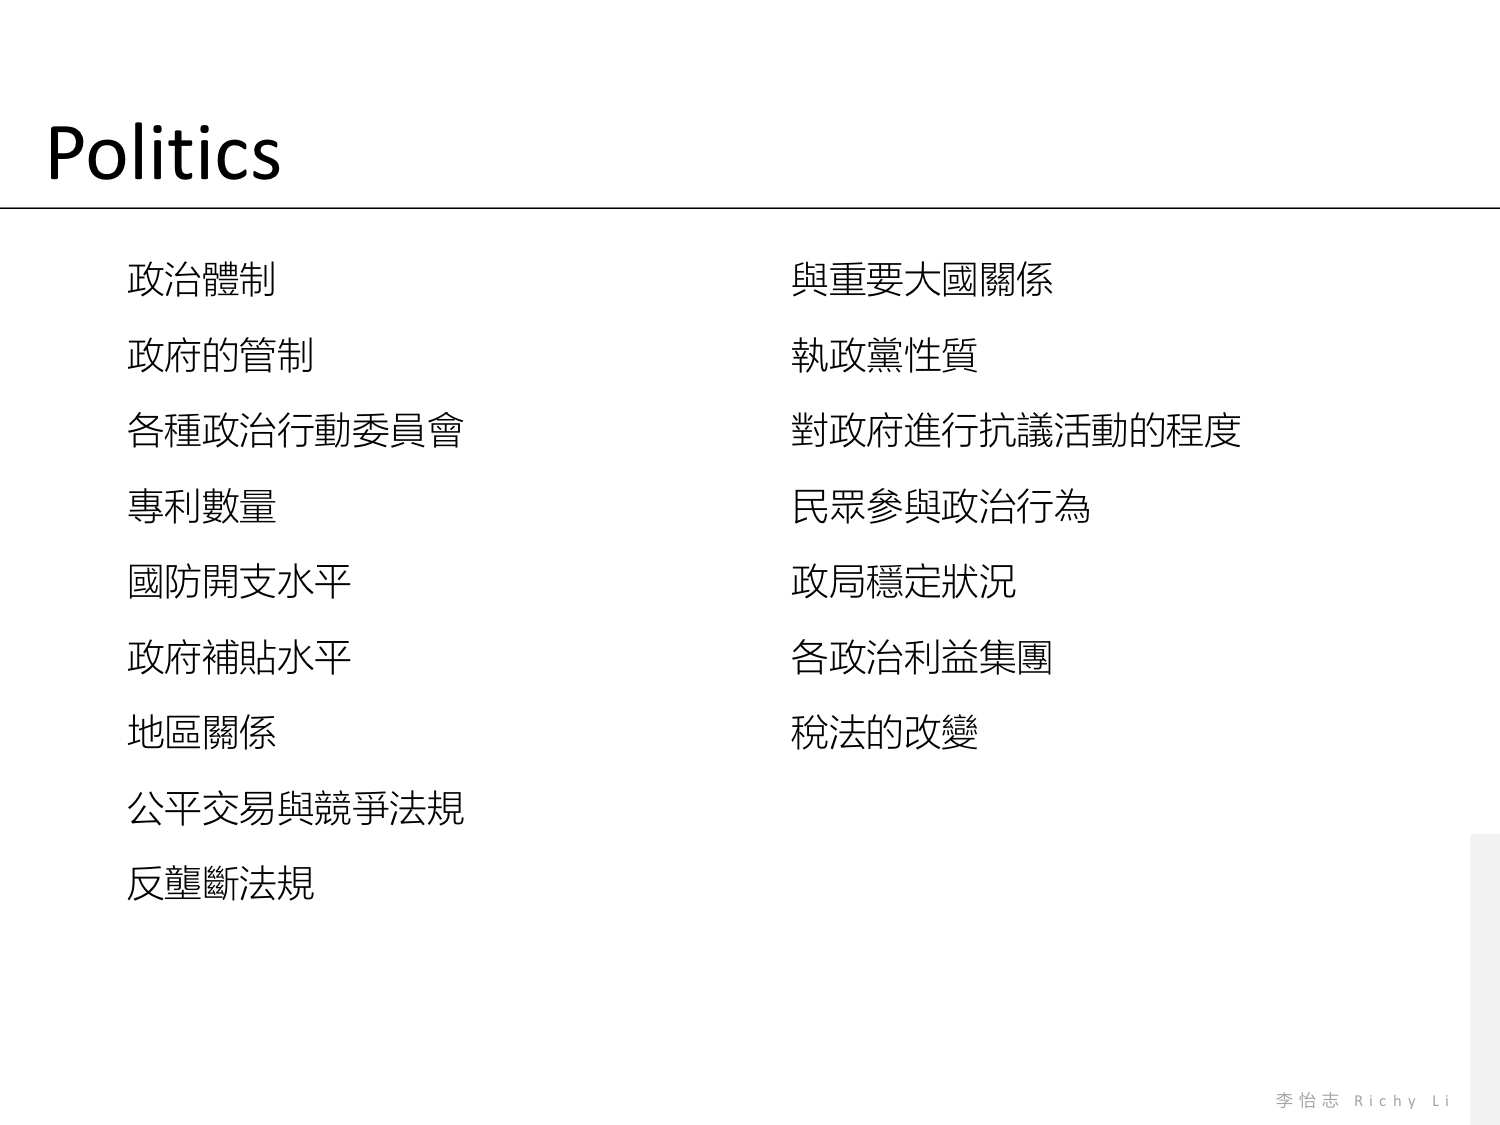 Politics
政治體制
政府的管制
各種政治行動委員會
專利數量
國防開支水平
政府補貼水平
地區關係
公平交易與競爭法規
反壟斷法規
與重要大國關係
執政黨性質
對政府進行抗議活動的程度
民眾參與政治行為
政局穩定狀況
各政治利益集團
稅法的改變
李怡志 Richy Li